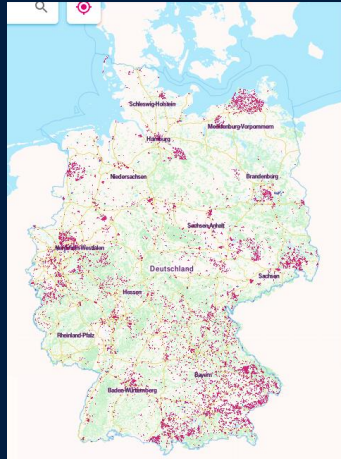 Schleswig-Holstein
Hamburg
Mecklenburg-Vorpommern
Niedersachsen
Brandenburg
Sachsen-Anhalt
Nordrhein-Westfalen
Deutschland
Sachsen
Hessen
Rheinland-Pfalz
Bayern
Baden-Württemberg